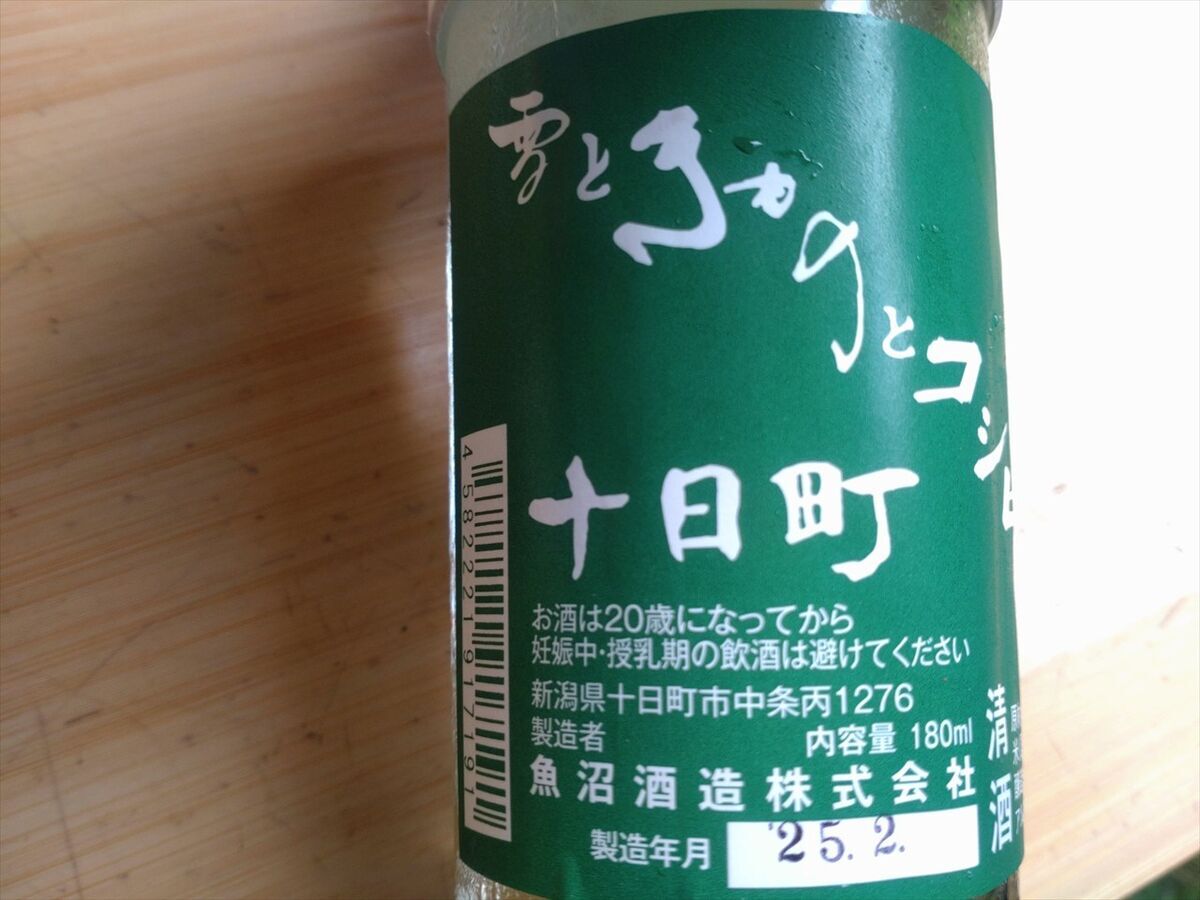 雪ときものとコシ
十日町
お酒は20歳になってから
妊娠中・授乳期の飲酒は避けてください
新潟県十日町市中条丙1276
製造者 内容量 180ml
魚沼酒造株式会社
製造年月 '25.2.
清酒
4582221917191